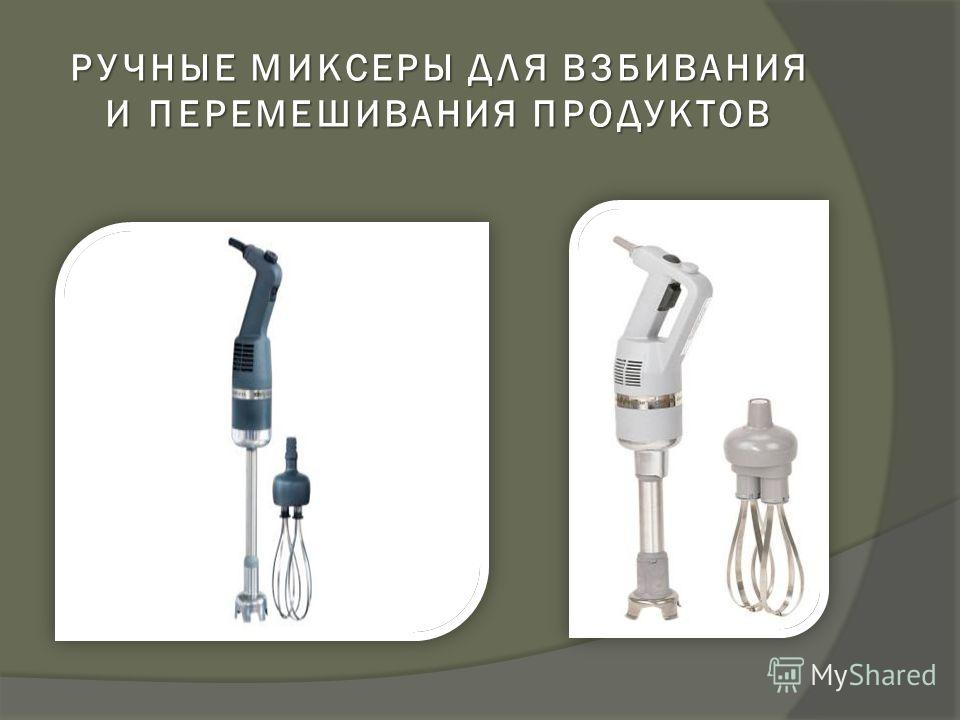 РУЧНЫЕ МИКСЕРЫ ДЛЯ ВЗБИВАНИЯ
И ПЕРЕМЕШИВАНИЯ ПРОДУКТОВ
MyShared